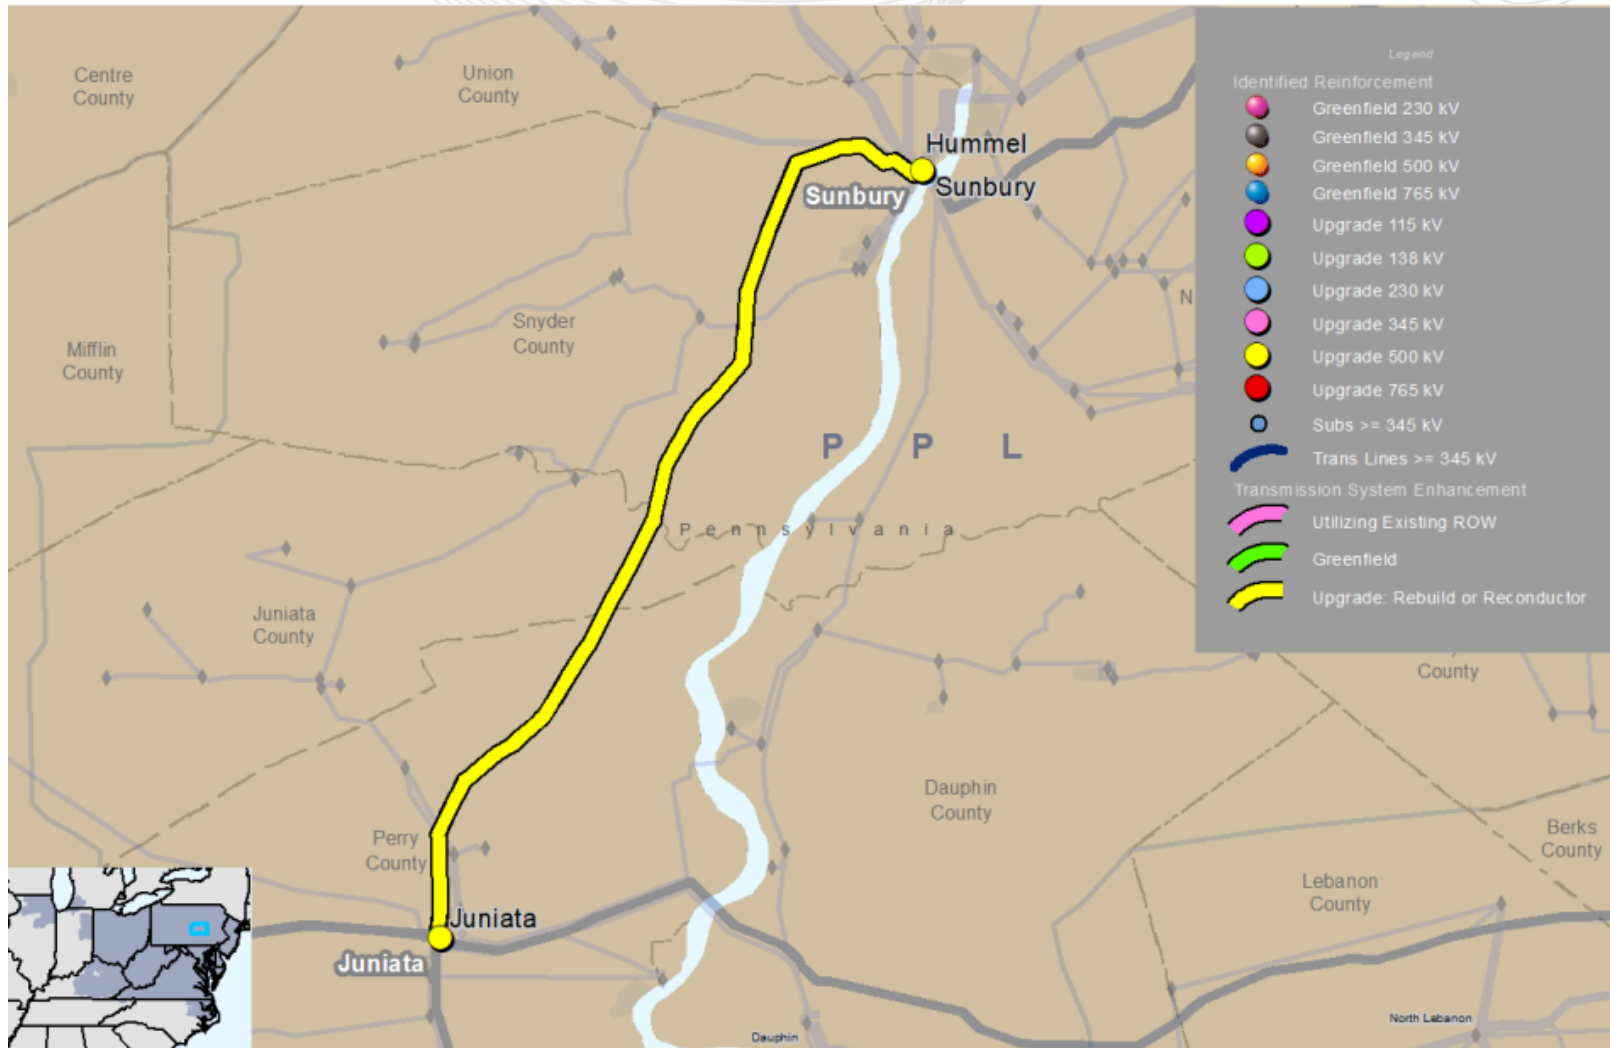 Centre
County
Union
County
Hummel
Sunbury
Sunbury
Snyder
County
Mifflin
County
N
P P L
Pennsylvania
Juniata
County
County
Dauphin
County
Perry
County
Berks
County
Lebanon
County
Juniata
Juniata
North Lebanon
Dauphin
Legend
Identified Reinforcement
Greenfield 230 kV
Greenfield 345 kV
Greenfield 500 kV
Greenfield 765 kV
Upgrade 115 kV
Upgrade 138 kV
Upgrade 230 kV
Upgrade 345 kV
Upgrade 500 kV
Upgrade 765 kV
Subs >= 345 kV
Trans Lines >= 345 kV
Transmission System Enhancement
Utilizing Existing ROW
Greenfield
Upgrade: Rebuild or Reconductor